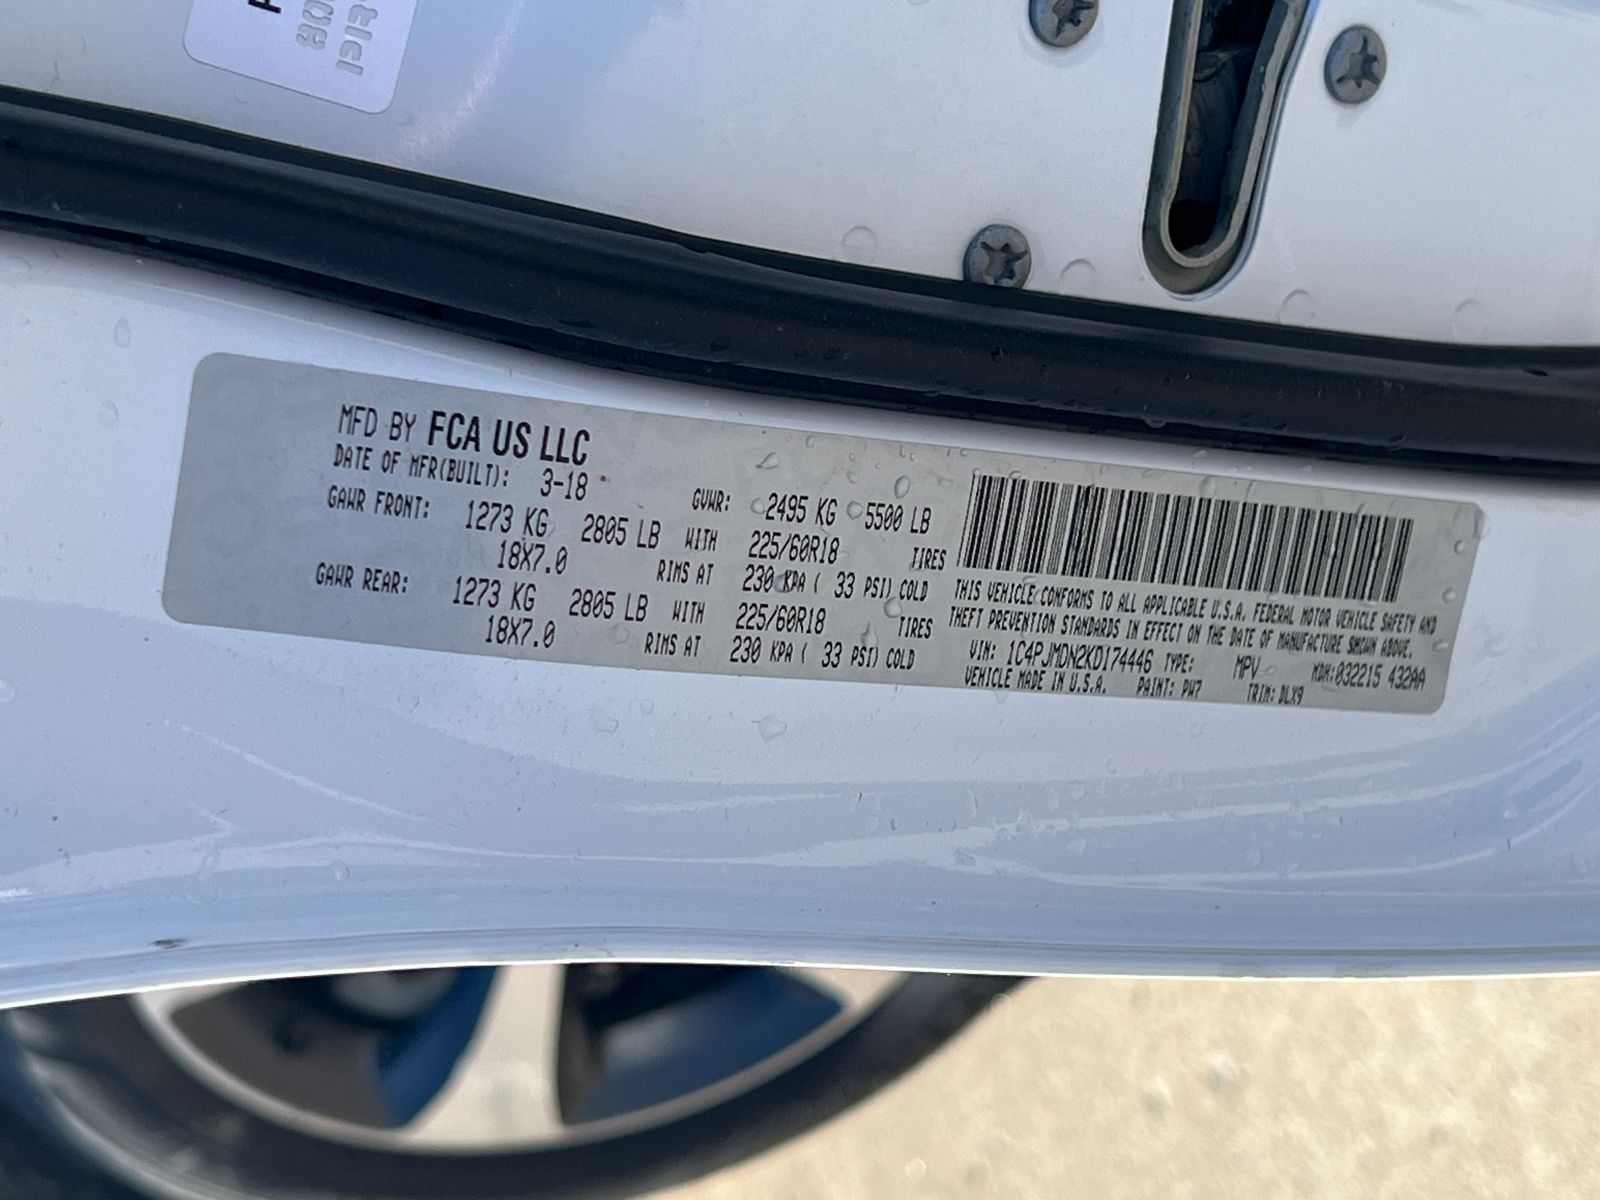 MFD BY FCA US LLC
DATE OF MFR(BUILT): 3-18 GVWR: 2495 KG 5500 LB
GAWR FRONT: 1273 KG 2805 LB WITH 225/60R18 TIRES
18X7.0 RIMS AT 230 KPA ( 33 PSI) COLD
GAWR REAR: 1273 KG 2805 LB WITH 225/60R18 TIRES
18X7.0 RIMS AT 230 KPA ( 33 PSI) COLD
THIS VEHICLE CONFORMS TO ALL APPLICABLE U.S.A. FEDERAL MOTOR VEHICLE SAFETY AND
THEFT PREVENTION STANDARDS IN EFFECT ON THE DATE OF MANUFACTURE SHOWN ABOVE.
VIN: 1C4PJMDN2KD174446 TYPE: MPV MDH:032215 432AA
VEHICLE MADE IN U.S.A. PAINT: PW7 TRIM: DLX9